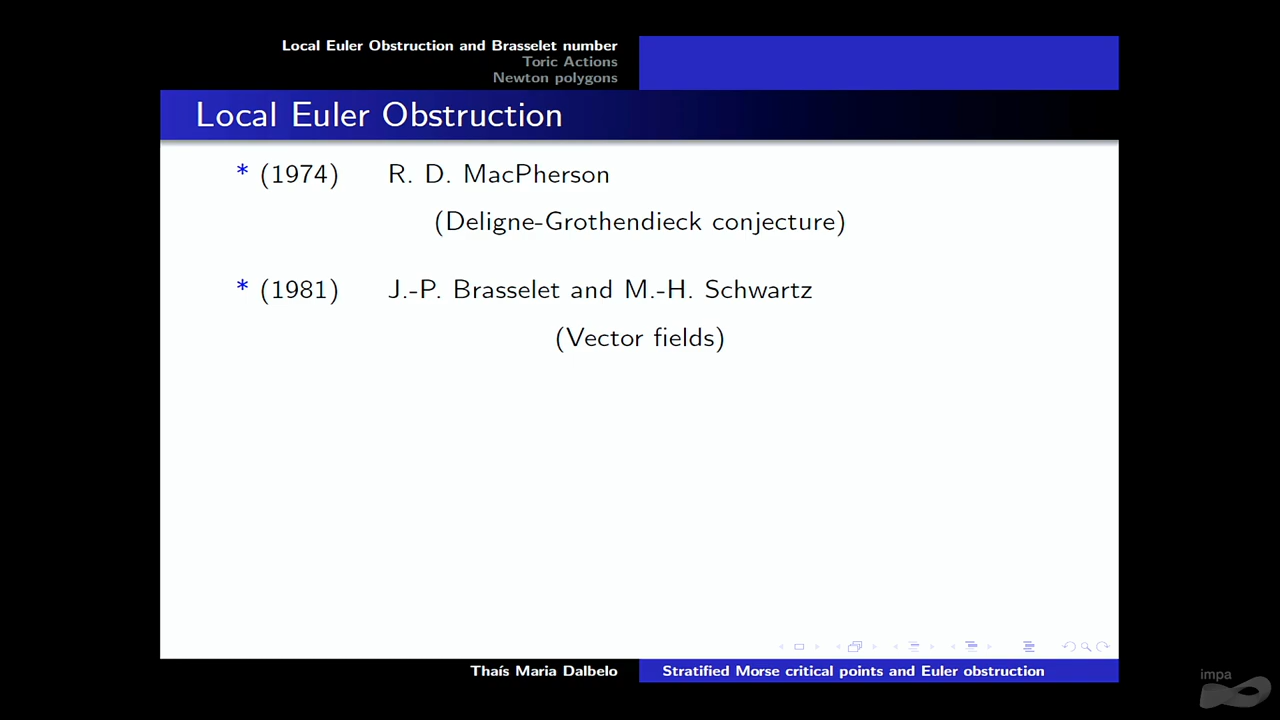 Local Euler Obstruction and Brasselet number
Toric Actions
Newton polygons
Local Euler Obstruction
* (1974) R. D. MacPherson
(Deligne-Grothendieck conjecture)
* (1981) J.-P. Brasselet and M.-H. Schwartz
(Vector fields)
Thaís Maria Dalbelo Stratified Morse critical points and Euler obstruction
impa